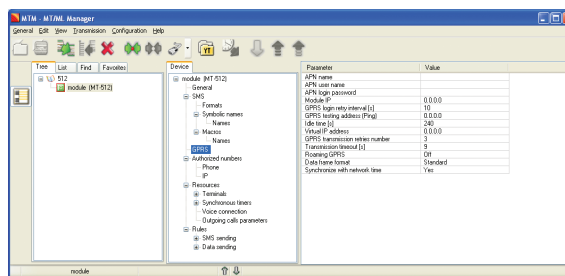 MTM - MT/ML Manager
General Edit View Transmission Configuration Help
YT
Tree List Find Favorites
512
module (MT-512)
Device
module (MT-512)
General
SMS
Formats
Symbolic names
Names
Macros
Names
GPRS
Authorized numbers
Phone
IP
Resources
Terminals
Synchronous timers
Voice connection
Outgoing calls parameters
Rules
SMS sending
Data sending
Parameter Value
APN name
APN user name
APN login password
Module IP 0.0.0.0
GPRS login retry interval [s] 10
GPRS testing address (Ping) 0.0.0.0
Idle time [s] 240
Virtual IP address 0.0.0.0
GPRS transmission retries number 3
Transmission timeout [s] 9
Roaming GPRS Off
Data frame format Standard
Synchronize with network time Yes
module